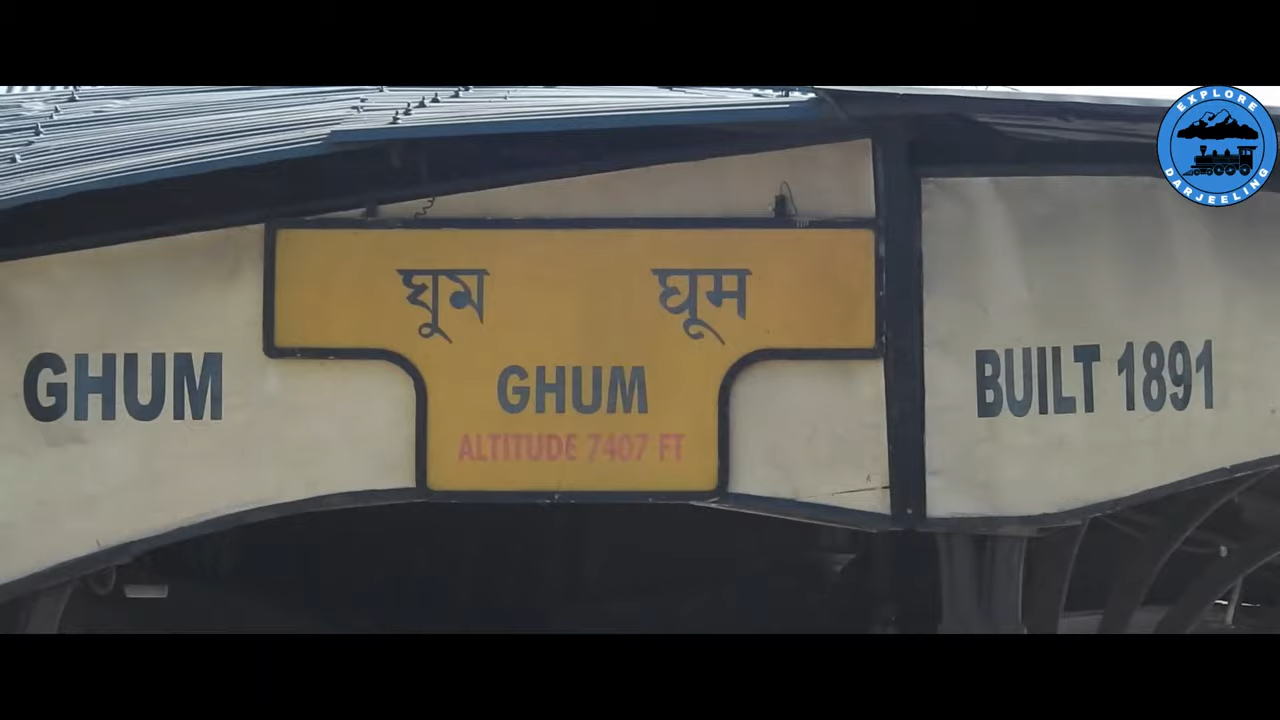 ঘুম घूम
GHUM
GHUM
ALTITUDE 7407 FT
BUILT 1891
EXPLORE
DARJEELING